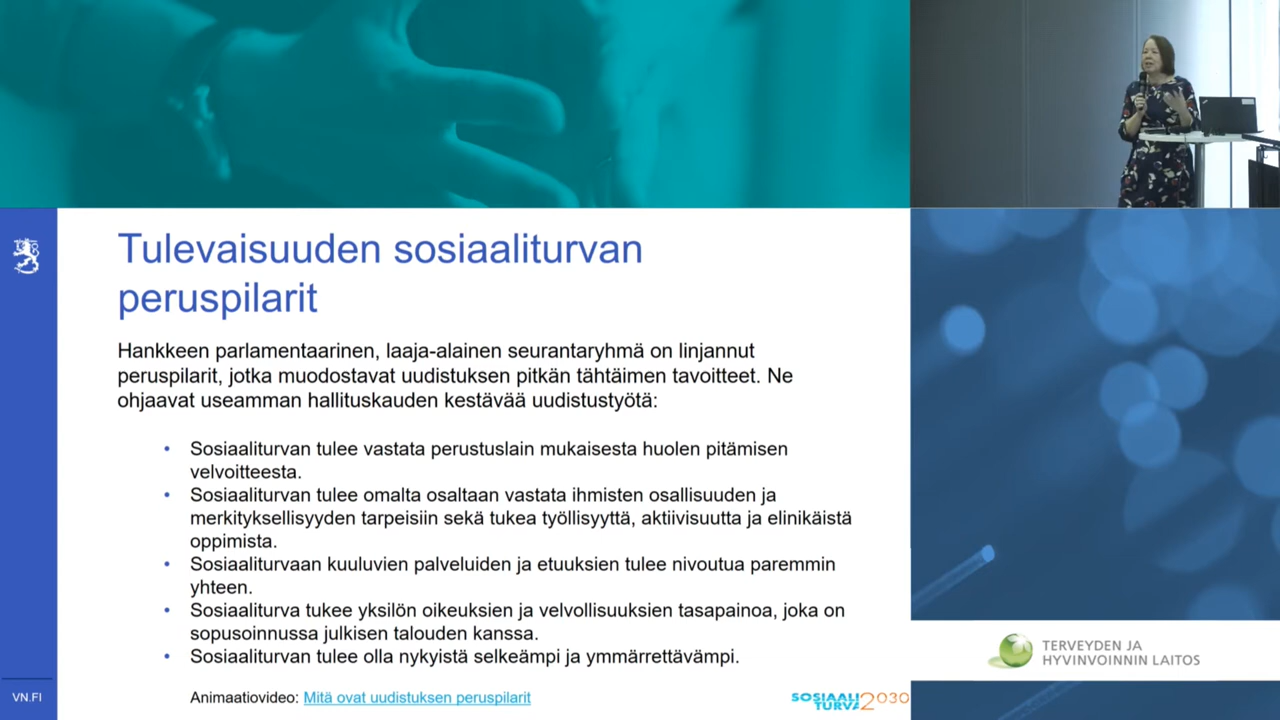 Tulevaisuuden sosiaaliturvan
peruspilarit
Hankkeen parlamentaarinen, laaja-alainen seurantaryhmä on linjannut
peruspilarit, jotka muodostavat uudistuksen pitkän tähtäimen tavoitteet. Ne
ohjaavat useamman hallituskauden kestävää uudistustyötä:
• Sosiaaliturvan tulee vastata perustuslain mukaisesta huolen pitämisen
velvoitteesta.
• Sosiaaliturvan tulee omalta osaltaan vastata ihmisten osallisuuden ja
merkityksellisyyden tarpeisiin sekä tukea työllisyyttä, aktiivisuutta ja elinikäistä
oppimista.
• Sosiaaliturvaan kuuluvien palveluiden ja etuuksien tulee nivoutua paremmin
yhteen.
• Sosiaaliturva tukee yksilön oikeuksien ja velvollisuuksien tasapainoa, joka on
sopusoinnussa julkisen talouden kanssa.
• Sosiaaliturvan tulee olla nykyistä selkeämpi ja ymmärrettävämpi.
Animaatiovideo: Mitä ovat uudistuksen peruspilarit
VN.FI
SOSIAALI
TURVA 2030
TERVEYDEN JA
HYVINVOINNIN LAITOS